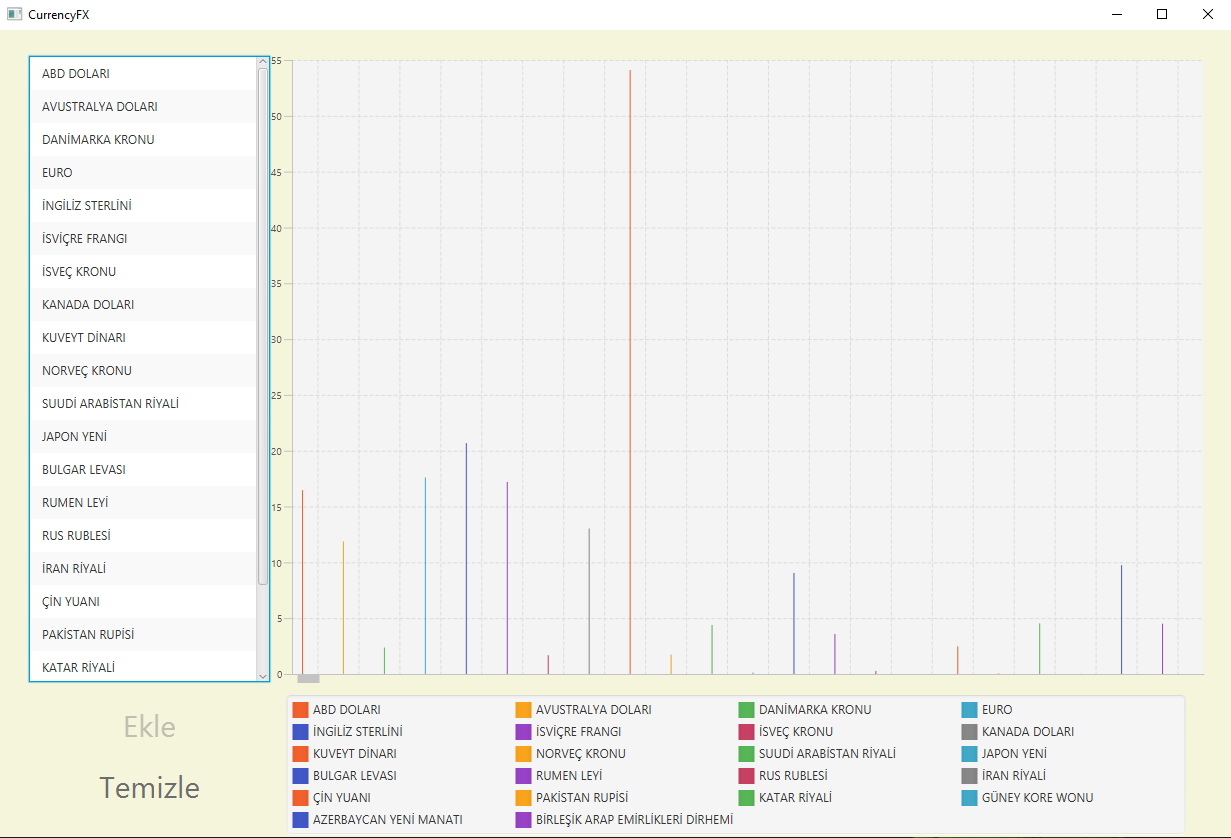 CurrencyFX
ABD DOLARI
AVUSTRALYA DOLARI
DANİMARKA KRONU
EURO
İNGİLİZ STERLİNİ
İSVİÇRE FRANGI
İSVEÇ KRONU
KANADA DOLARI
KUVEYT DİNARI
NORVEÇ KRONU
SUUDİ ARABİSTAN RİYALİ
JAPON YENİ
BULGAR LEVASI
RUMEN LEYİ
RUS RUBLESİ
İRAN RİYALİ
ÇİN YUANI
PAKİSTAN RUPİSİ
KATAR RİYALİ
Ekle
Temizle
55
50
45
40
35
30
25
20
15
10
5
0
ABD DOLARI AVUSTRALYA DOLARI DANİMARKA KRONU EURO
İNGİLİZ STERLİNİ İSVİÇRE FRANGI İSVEÇ KRONU KANADA DOLARI
KUVEYT DİNARI NORVEÇ KRONU SUUDİ ARABİSTAN RİYALİ JAPON YENİ
BULGAR LEVASI RUMEN LEYİ RUS RUBLESİ İRAN RİYALİ
ÇİN YUANI PAKİSTAN RUPİSİ KATAR RİYALİ GÜNEY KORE WONU
AZERBAYCAN YENİ MANATI BİRLEŞİK ARAP EMİRLİKLERİ DİRHEMİ